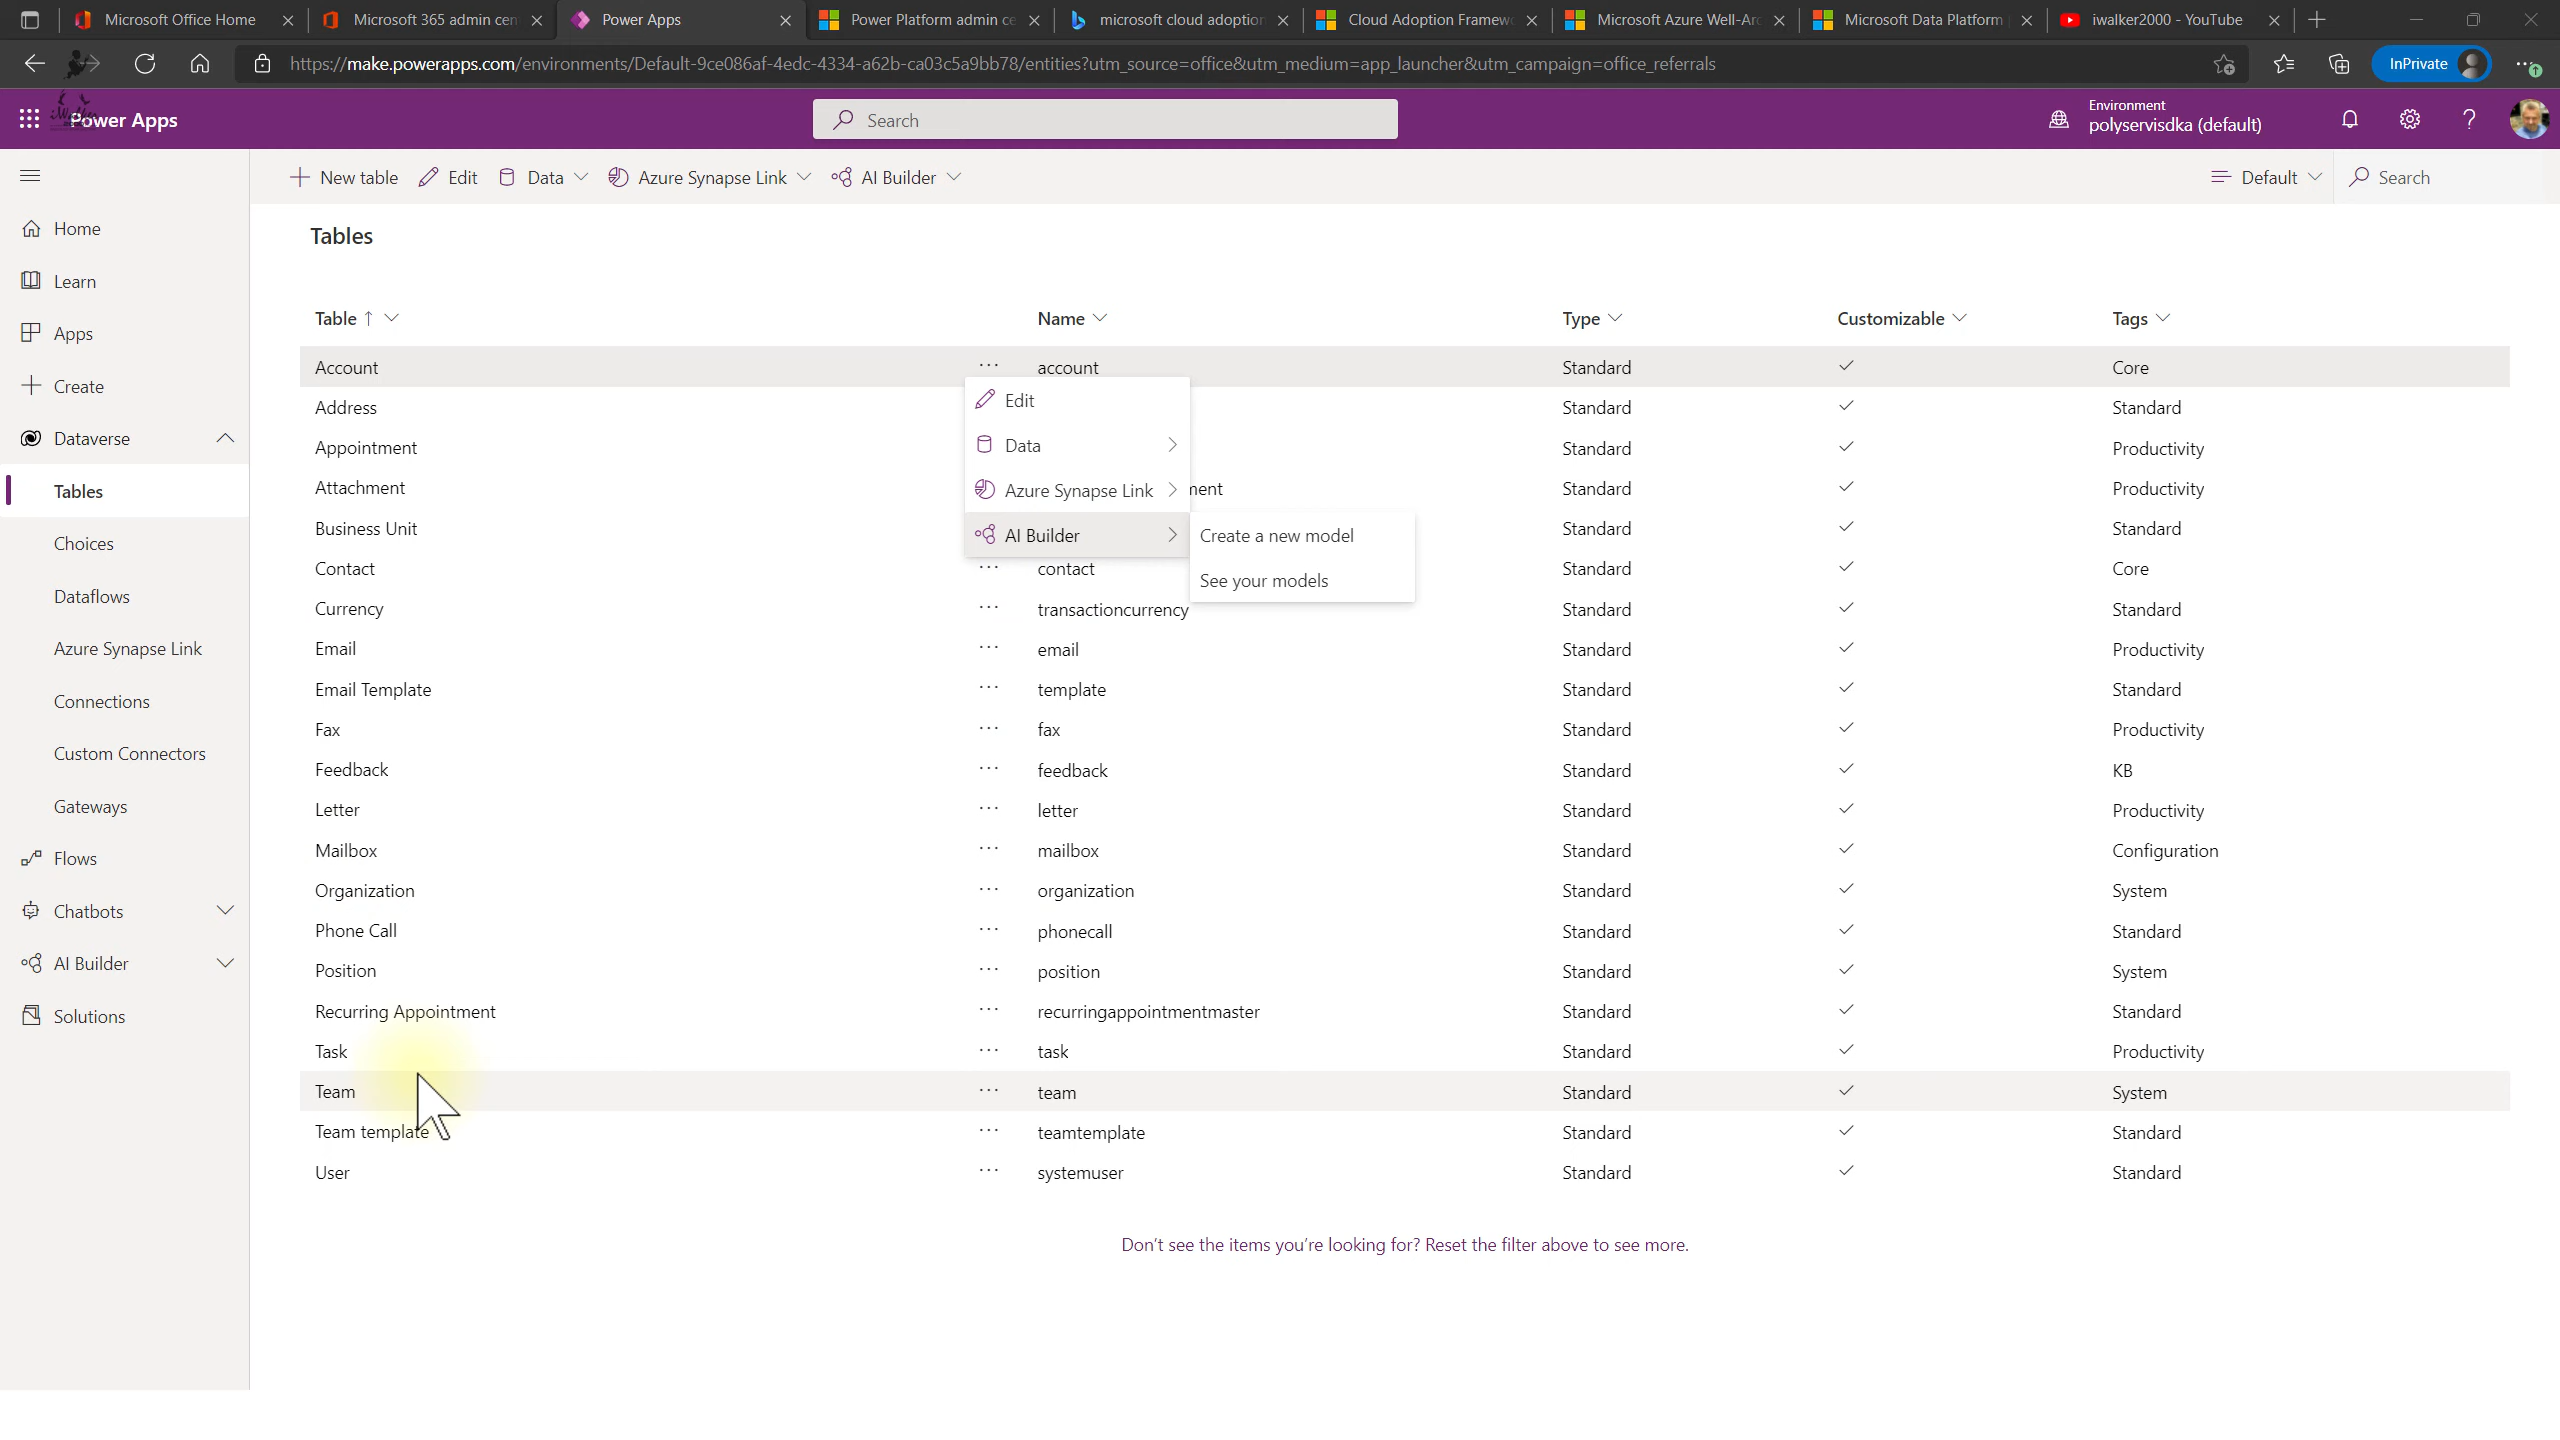 Microsoft Office Home
Microsoft 365 admin cen
Power Apps
Power Platform admin ce
microsoft cloud adoption
Cloud Adoption Framewo
Microsoft Azure Well-Arc
Microsoft Data Platform
iwalker2000 - YouTube
https://make.powerapps.com/environments/Default-9ce086af-4edc-4334-a62b-ca03c5a9bb78/entities?utm_source=office&utm_medium=app_launcher&utm_campaign=office_referrals
InPrivate
Power Apps
Search
Environment
polyservisdka (default)
New table
Edit
Data
Azure Synapse Link
AI Builder
Default
Search
Home
Learn
Apps
Create
Dataverse
Tables
Choices
Dataflows
Azure Synapse Link
Connections
Custom Connectors
Gateways
Flows
Chatbots
AI Builder
Solutions
Tables
Table ↑ Name Type Customizable Tags
Account ··· account Standard Core
Address Standard Standard
Appointment Standard Productivity
Attachment ment Standard Productivity
Business Unit Standard Standard
Contact ··· contact Standard Core
Currency ··· transactioncurrency Standard Standard
Email ··· email Standard Productivity
Email Template ··· template Standard Standard
Fax ··· fax Standard Productivity
Feedback ··· feedback Standard KB
Letter ··· letter Standard Productivity
Mailbox ··· mailbox Standard Configuration
Organization ··· organization Standard System
Phone Call ··· phonecall Standard Standard
Position ··· position Standard System
Recurring Appointment ··· recurringappointmentmaster Standard Standard
Task ··· task Standard Productivity
Team ··· team Standard System
Team template ··· teamtemplate Standard Standard
User ··· systemuser Standard Standard
Edit
Data
Azure Synapse Link
AI Builder
Create a new model
See your models
Don't see the items you're looking for? Reset the filter above to see more.